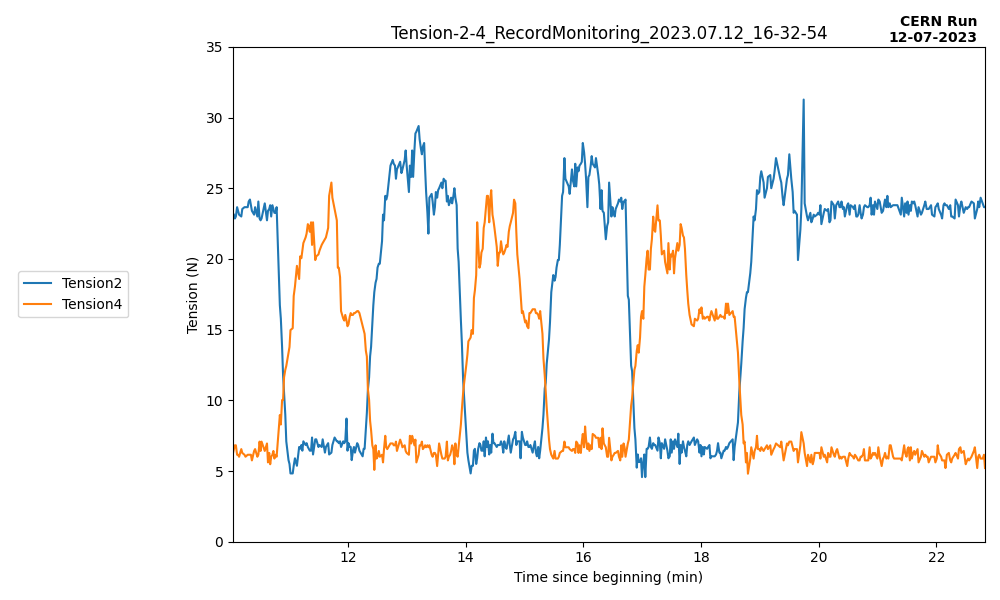 CERN Run
12-07-2023
Tension-2-4_RecordMonitoring_2023.07.12_16-32-54
35
30
25
20
15
10
5
0
Tension (N)
Tension2
Tension4
12 14 16 18 20 22
Time since beginning (min)